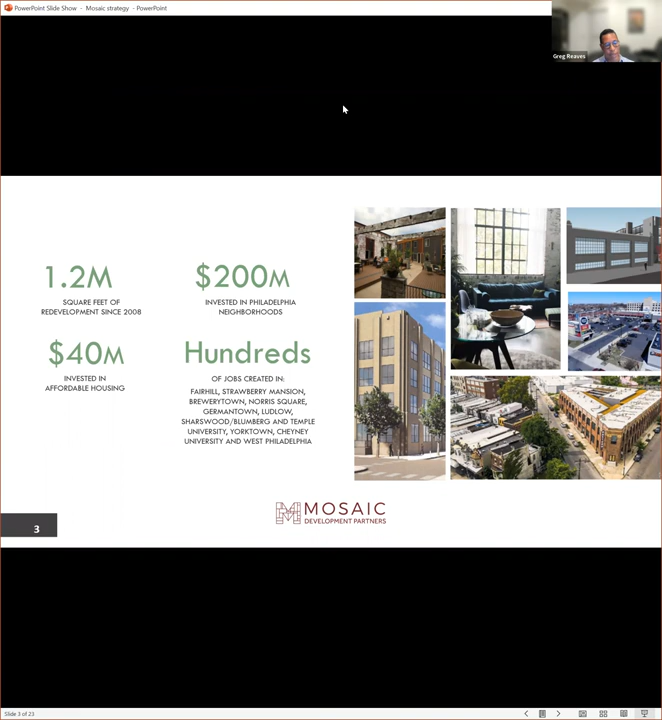 PowerPoint Slide Show - Mosaic strategy - PowerPoint
Greg Reaves
1.2M
SQUARE FEET OF
REDEVELOPMENT SINCE 2008
$200M
INVESTED IN PHILADELPHIA
NEIGHBORHOODS
$40M
INVESTED IN
AFFORDABLE HOUSING
Hundreds
OF JOBS CREATED IN:
FAIRHILL, STRAWBERRY MANSION,
BREWERYTOWN, NORRIS SQUARE,
GERMANTOWN, LUDLOW,
SHARSWOOD/BLUMBERG AND TEMPLE
UNIVERSITY, YORKTOWN, CHEYNEY
UNIVERSITY AND WEST PHILADELPHIA
MOSAIC
DEVELOPMENT PARTNERS
3
Slide 3 of 23